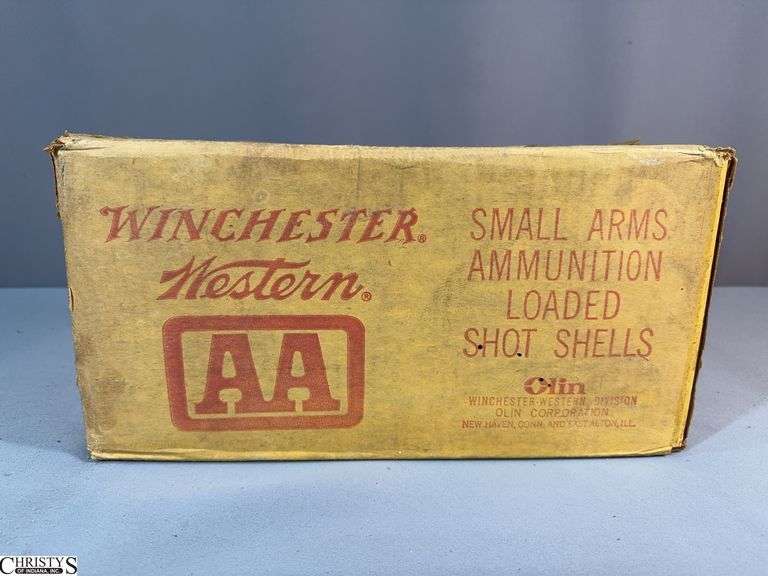 WINCHESTER®
Western®
AA
SMALL ARMS
AMMUNITION
LOADED
SHOT SHELLS
Olin
WINCHESTER-WESTERN DIVISION
OLIN CORPORATION
NEW HAVEN, CONN. AND EAST ALTON, ILL.
CHRISTY'S
OF INDIANA, INC.